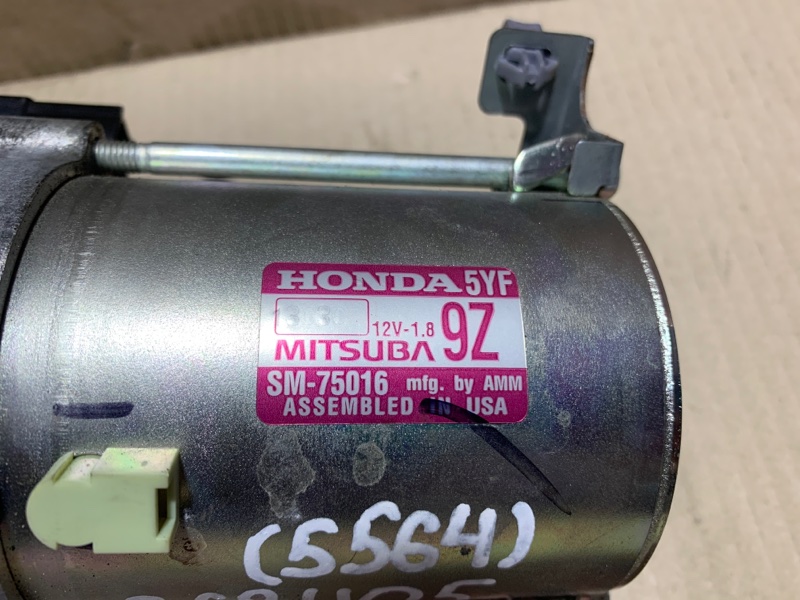 HONDA 5YF
12V-1.8 9Z
MITSUBA
SM-75016 mfg. by AMM
ASSEMBLED IN USA
(5564)